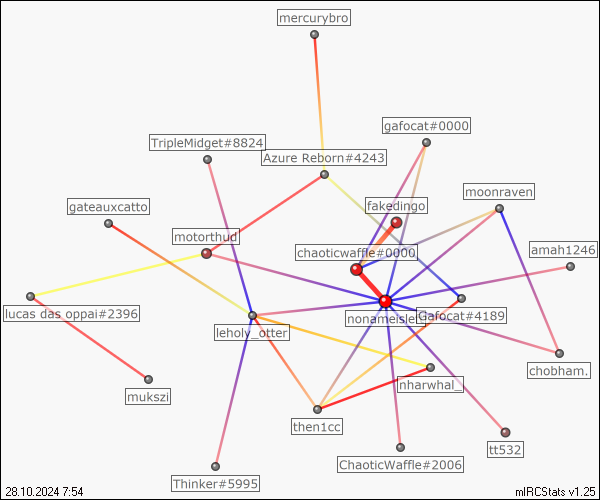 mercurybro
gafocat#0000
TripleMidget#8824
Azure Reborn#4243
moonraven
fakedingo
gateauxcatto
motorthud
chaoticwaffle#0000
amah1246
lucas das oppai#2396
nonameisleft
Gafocat#4189
leholy_otter
chobham.
nharwhal_
mukszi
then1cc
tt532
ChaoticWaffle#2006
Thinker#5995
28.10.2024 7:54
mIRCStats v1.25